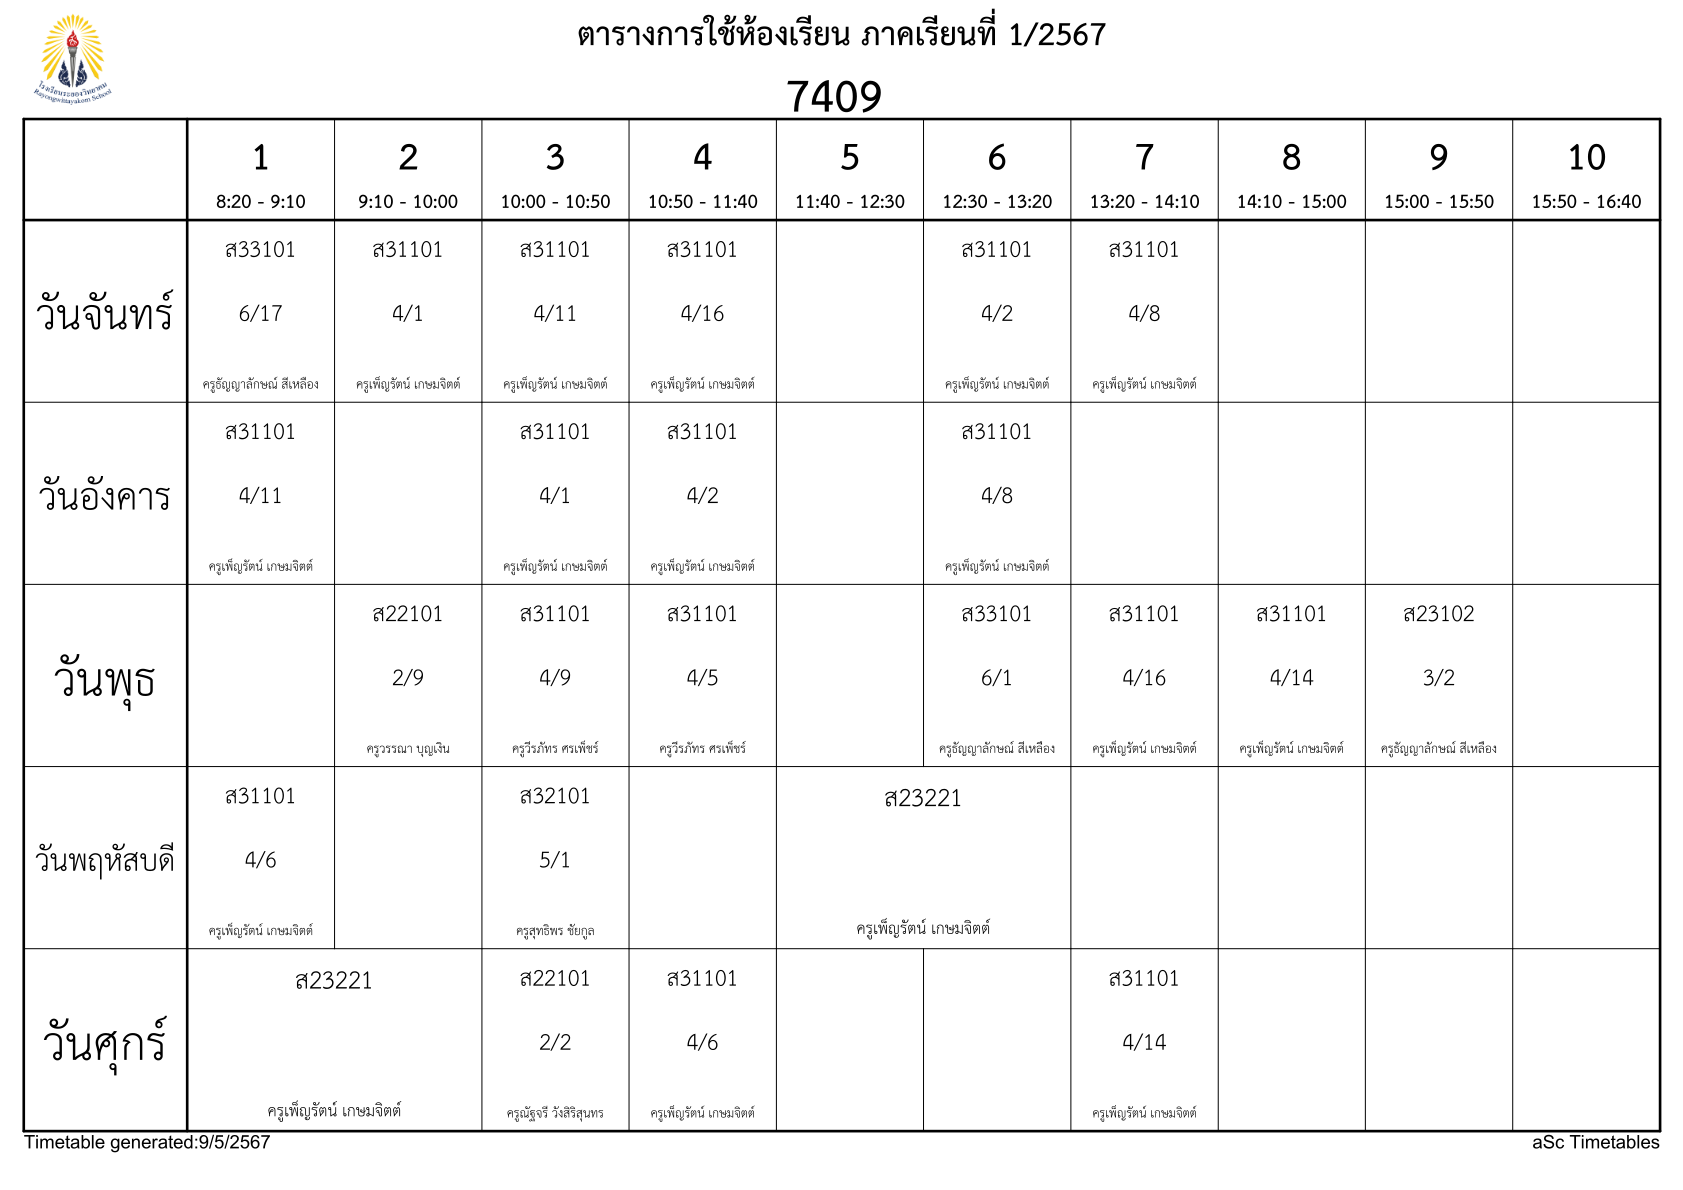 โรงเรียนระยองวิทยาคม
Rayongwittayakom School
ตารางการใช้ห้องเรียน ภาคเรียนที่ 1/2567
7409
1 2 3 4 5 6 7 8 9 10
8:20 - 9:10 9:10 - 10:00 10:00 - 10:50 10:50 - 11:40 11:40 - 12:30 12:30 - 13:20 13:20 - 14:10 14:10 - 15:00 15:00 - 15:50 15:50 - 16:40
วันจันทร์
ส33101 ส31101 ส31101 ส31101 ส31101 ส31101
6/17 4/1 4/11 4/16 4/2 4/8
ครูธัญญาลักษณ์ สีเหลือง ครูเพ็ญรัตน์ เกษมจิตต์ ครูเพ็ญรัตน์ เกษมจิตต์ ครูเพ็ญรัตน์ เกษมจิตต์ ครูเพ็ญรัตน์ เกษมจิตต์ ครูเพ็ญรัตน์ เกษมจิตต์
วันอังคาร
ส31101 ส31101 ส31101 ส31101
4/11 4/1 4/2 4/8
ครูเพ็ญรัตน์ เกษมจิตต์ ครูเพ็ญรัตน์ เกษมจิตต์ ครูเพ็ญรัตน์ เกษมจิตต์ ครูเพ็ญรัตน์ เกษมจิตต์
วันพุธ
ส22101 ส31101 ส31101 ส33101 ส31101 ส31101 ส23102
2/9 4/9 4/5 6/1 4/16 4/14 3/2
ครูวรรณา บุญเงิน ครูวีรภัทร ศรเพ็ชร์ ครูวีรภัทร ศรเพ็ชร์ ครูธัญญาลักษณ์ สีเหลือง ครูเพ็ญรัตน์ เกษมจิตต์ ครูเพ็ญรัตน์ เกษมจิตต์ ครูธัญญาลักษณ์ สีเหลือง
วันพฤหัสบดี
ส31101 ส32101 ส23221
4/6 5/1
ครูเพ็ญรัตน์ เกษมจิตต์ ครูสุทธิพร ชัยกูล ครูเพ็ญรัตน์ เกษมจิตต์
วันศุกร์
ส23221 ส22101 ส31101 ส31101
2/2 4/6 4/14
ครูเพ็ญรัตน์ เกษมจิตต์ ครูณัฐจรี วังสิริสุนทร ครูเพ็ญรัตน์ เกษมจิตต์ ครูเพ็ญรัตน์ เกษมจิตต์
Timetable generated:9/5/2567 aSc Timetables